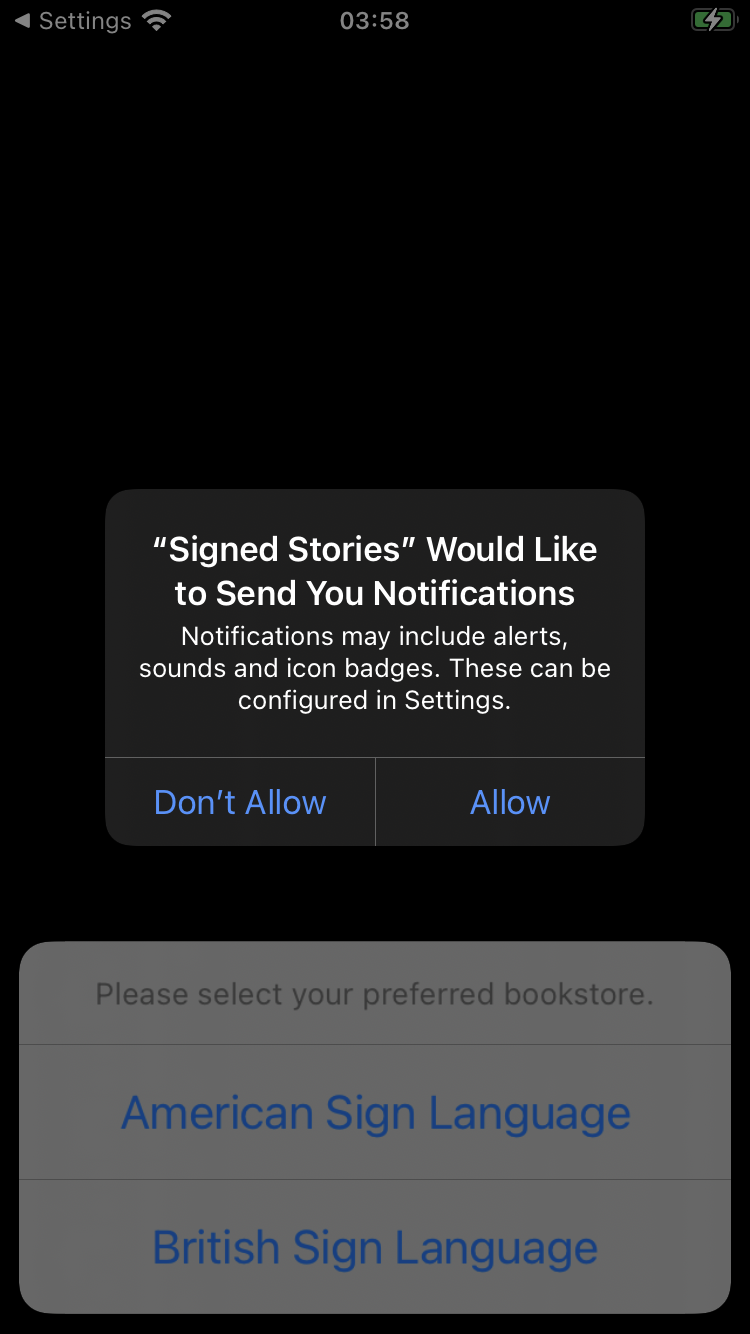 Settings
03:58
“Signed Stories” Would Like
to Send You Notifications
Notifications may include alerts,
sounds and icon badges. These can be
configured in Settings.
Don’t Allow
Allow
Please select your preferred bookstore.
American Sign Language
British Sign Language